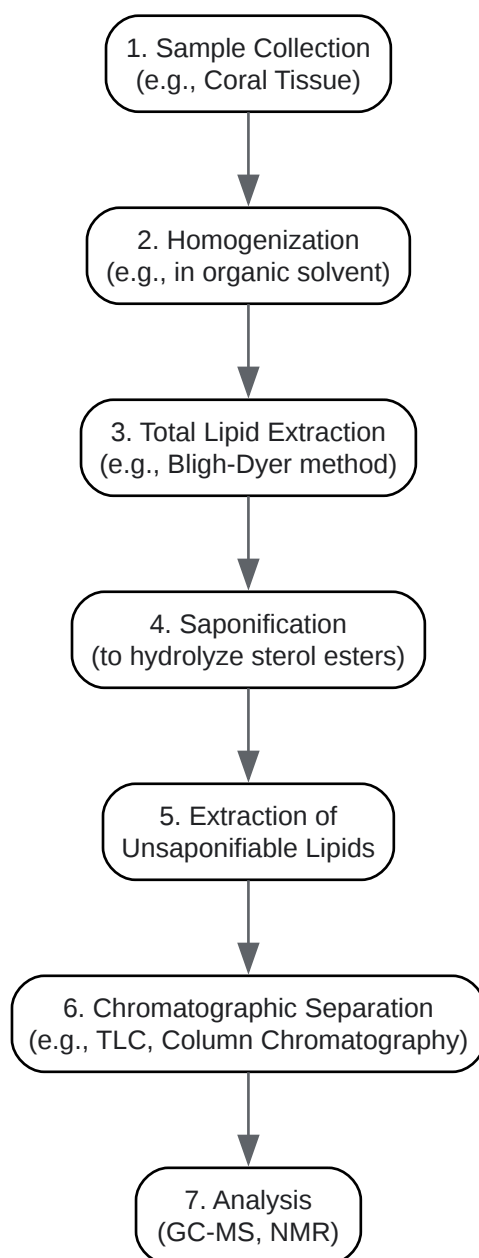 1. Sample Collection
(e.g., Coral Tissue)
2. Homogenization
(e.g., in organic solvent)
3. Total Lipid Extraction
(e.g., Bligh-Dyer method)
4. Saponification
(to hydrolyze sterol esters)
5. Extraction of
Unsaponifiable Lipids
6. Chromatographic Separation
(e.g., TLC, Column Chromatography)
7. Analysis
(GC-MS, NMR)